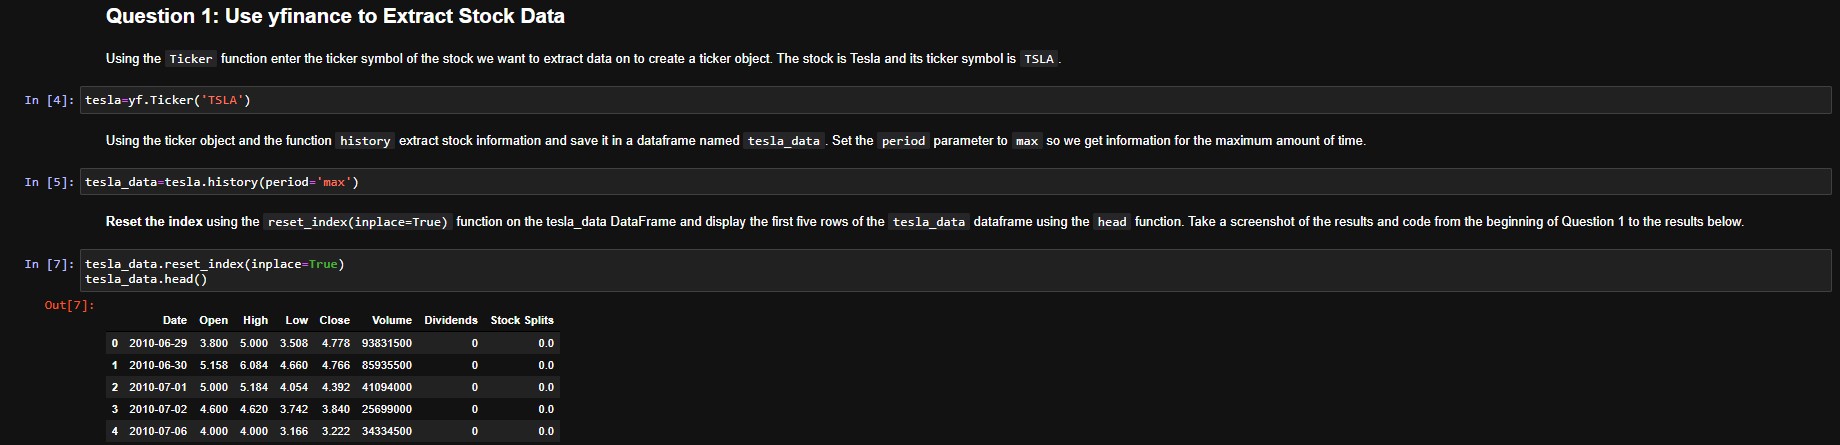 Question 1: Use yfinance to Extract Stock Data
Using the Ticker function enter the ticker symbol of the stock we want to extract data on to create a ticker object. The stock is Tesla and its ticker symbol is TSLA .
In [4]: tesla=yf.Ticker('TSLA')
Using the ticker object and the function history extract stock information and save it in a dataframe named tesla_data . Set the period parameter to max so we get information for the maximum amount of time.
In [5]: tesla_data=tesla.history(period='max')
Reset the index using the reset_index(inplace=True) function on the tesla_data DataFrame and display the first five rows of the tesla_data dataframe using the head function. Take a screenshot of the results and code from the beginning of Question 1 to the results below.
In [7]: tesla_data.reset_index(inplace=True)
tesla_data.head()
Out[7]:
Date Open High Low Close Volume Dividends Stock Splits
0 2010-06-29 3.800 5.000 3.508 4.778 93831500 0 0.0
1 2010-06-30 5.158 6.084 4.660 4.766 85935500 0 0.0
2 2010-07-01 5.000 5.184 4.054 4.392 41094000 0 0.0
3 2010-07-02 4.600 4.620 3.742 3.840 25699000 0 0.0
4 2010-07-06 4.000 4.000 3.166 3.222 34334500 0 0.0